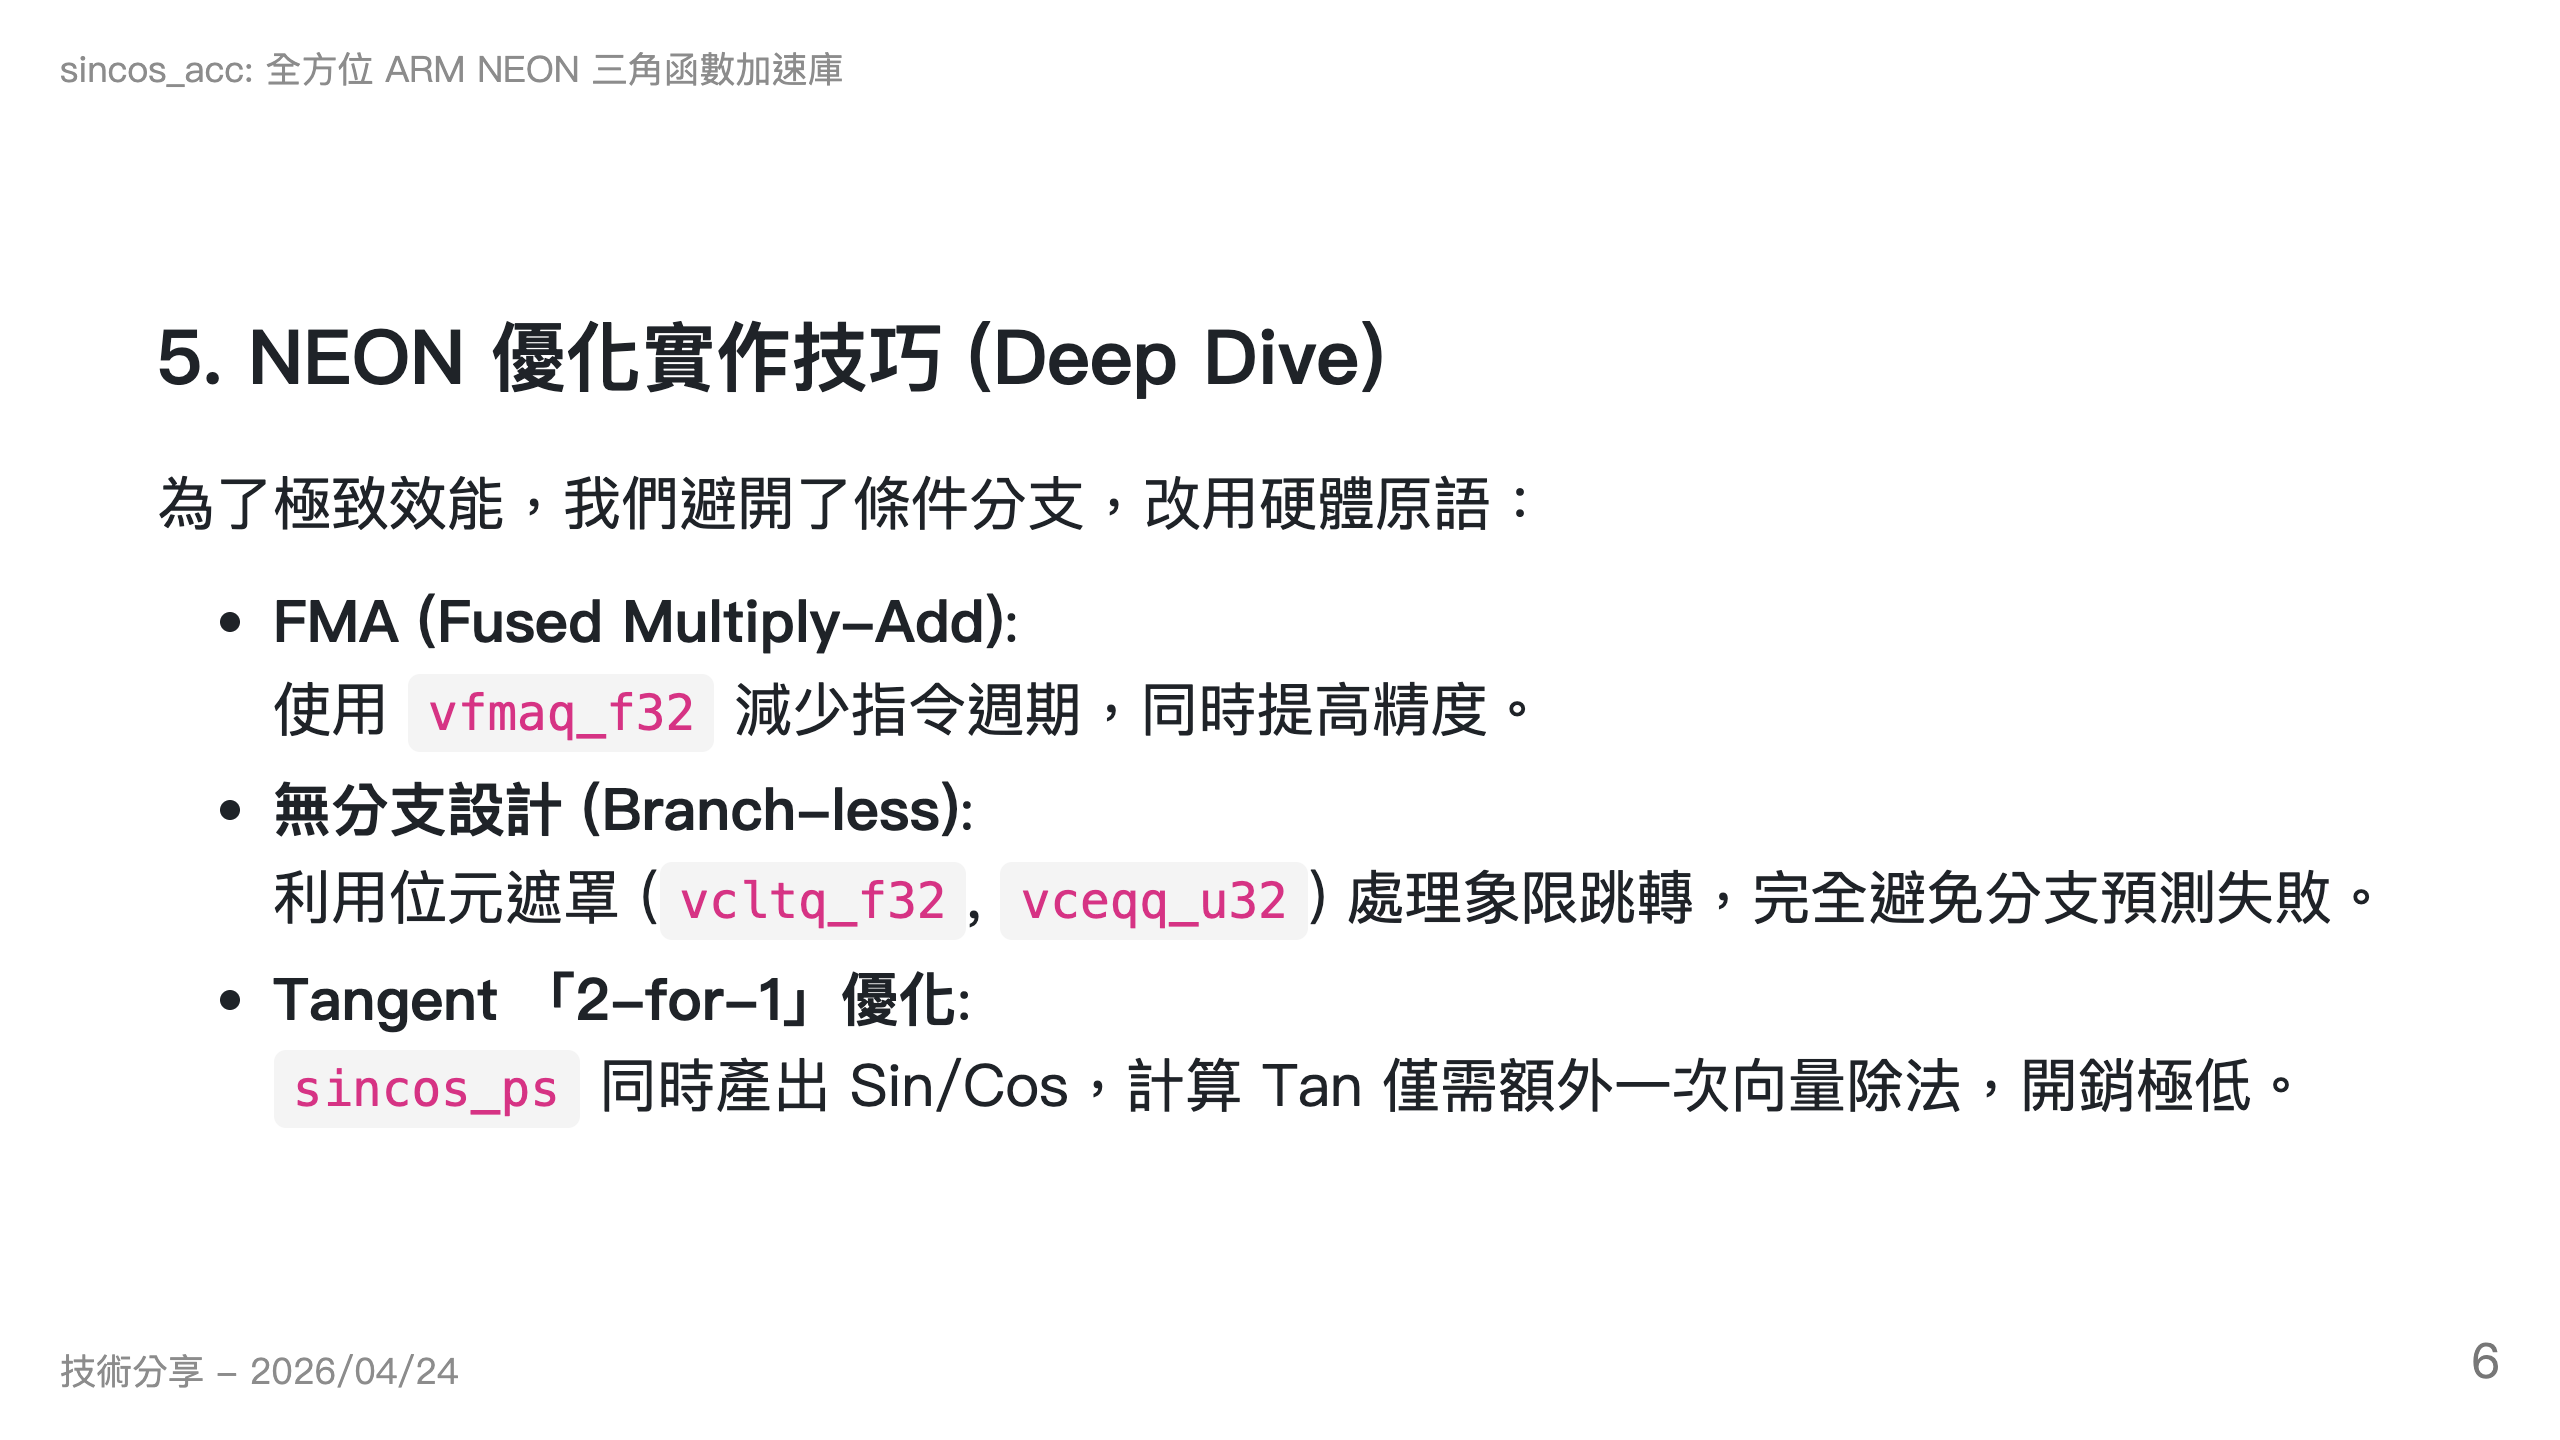 sincos_acc: 全方位 ARM NEON 三角函數加速庫
5. NEON 優化實作技巧 (Deep Dive)
為了極致效能，我們避開了條件分支，改用硬體原語：
• FMA (Fused Multiply-Add):
使用 vfmaq_f32 減少指令週期，同時提高精度。
• 無分支設計 (Branch-less):
利用位元遮罩 (vcltq_f32, vceqq_u32) 處理象限跳轉，完全避免分支預測失敗。
• Tangent 「2-for-1」優化:
sincos_ps 同時產出 Sin/Cos，計算 Tan 僅需額外一次向量除法，開銷極低。
技術分享 - 2026/04/24
6